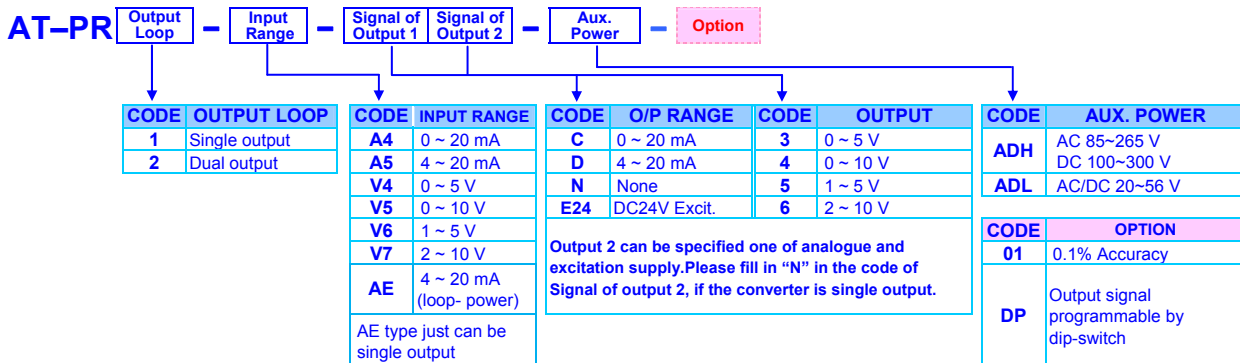 AT–PR Output Loop – Input Range – Signal of Output 1 Signal of Output 2 – Aux. Power – Option
CODE OUTPUT LOOP
1 Single output
2 Dual output
CODE INPUT RANGE
A4 0 ~ 20 mA
A5 4 ~ 20 mA
V4 0 ~ 5 V
V5 0 ~ 10 V
V6 1 ~ 5 V
V7 2 ~ 10 V
AE 4 ~ 20 mA
(loop- power)
AE type just can be
single output
CODE O/P RANGE CODE OUTPUT
C 0 ~ 20 mA 3 0 ~ 5 V
D 4 ~ 20 mA 4 0 ~ 10 V
N None 5 1 ~ 5 V
E24 DC24V Excit. 6 2 ~ 10 V
Output 2 can be specified one of analogue and
excitation supply.Please fill in “N” in the code of
Signal of output 2, if the converter is single output.
CODE AUX. POWER
ADH AC 85~265 V
DC 100~300 V
ADL AC/DC 20~56 V
CODE OPTION
01 0.1% Accuracy
DP Output signal
programmable by
dip-switch